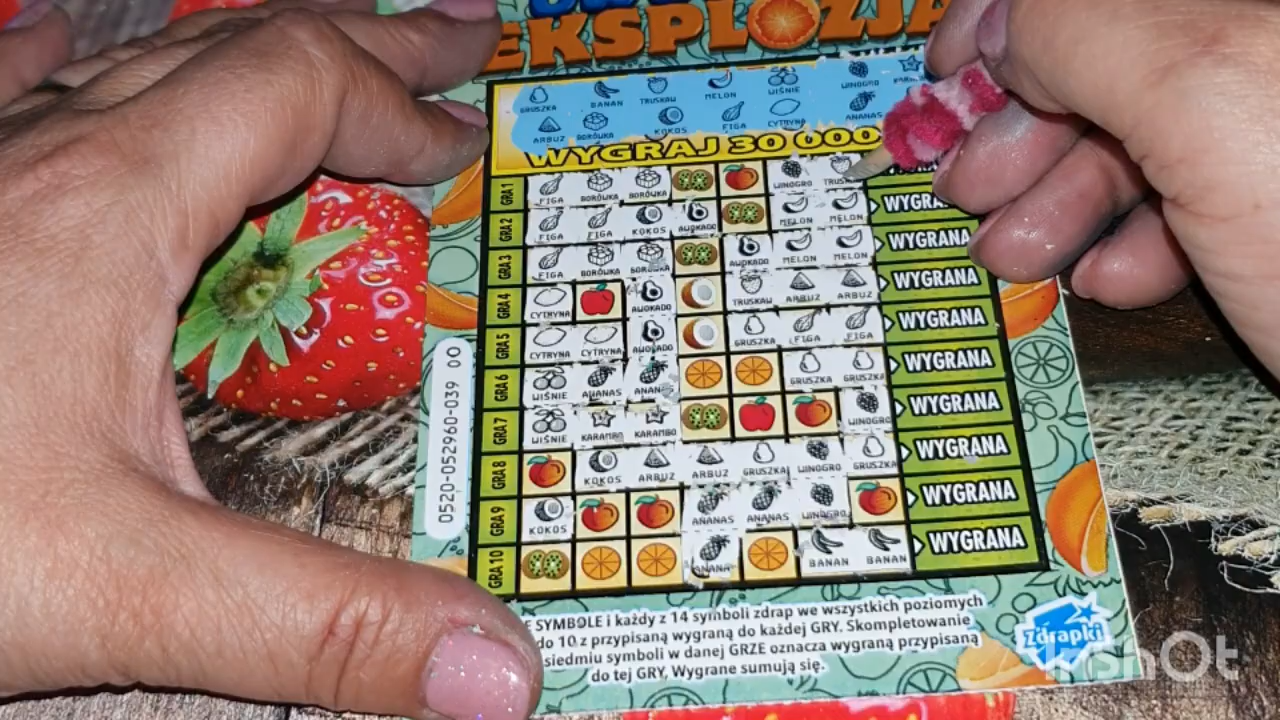 EKSPLOZJA
GRUSZKA BANAN TRUSKAW MELON WIŚNIE WINOGRO
ARBUZ BORÓWKA KOKOS FIGA CYTRYNA ANANAS
WYGRAJ 30 000
GRA 1 FIGA BORÓWKA BORÓWKA WINOGRO
GRA 2 FIGA FIGA KOKOS AWOKADO MELON MELON WYGRA
GRA 3 FIGA BORÓWKA BORÓWKA AWOKADO MELON MELON WYGRANA
GRA 4 CYTRYNA AWOKADO TRUSKAW ARBUZ ARBUZ WYGRANA
GRA 5 CYTRYNA CYTRYNA AWOKADO GRUSZKA FIGA FIGA WYGRANA
GRA 6 WIŚNIE ANANAS ANANAS GRUSZKA GRUSZKA WYGRANA
GRA 7 WIŚNIE KARAMBO KARAMBO WINOGRO WYGRANA
GRA 8 KOKOS ARBUZ ARBUZ GRUSZKA WINOGRO GRUSZKA WYGRANA
GRA 9 KOKOS ANANAS ANANAS WINOGRO WYGRANA
GRA 10 ANANA BANAN BANAN WYGRANA
0520-052960-039 00
SYMBOLE i każdy z 14 symboli zdrap we wszystkich poziomych
do 10 z przypisaną wygraną do każdej GRY. Skompletowanie
siedmiu symboli w danej GRZE oznacza wygraną przypisaną
do tej GRY. Wygrane sumują się.
Zdrapki